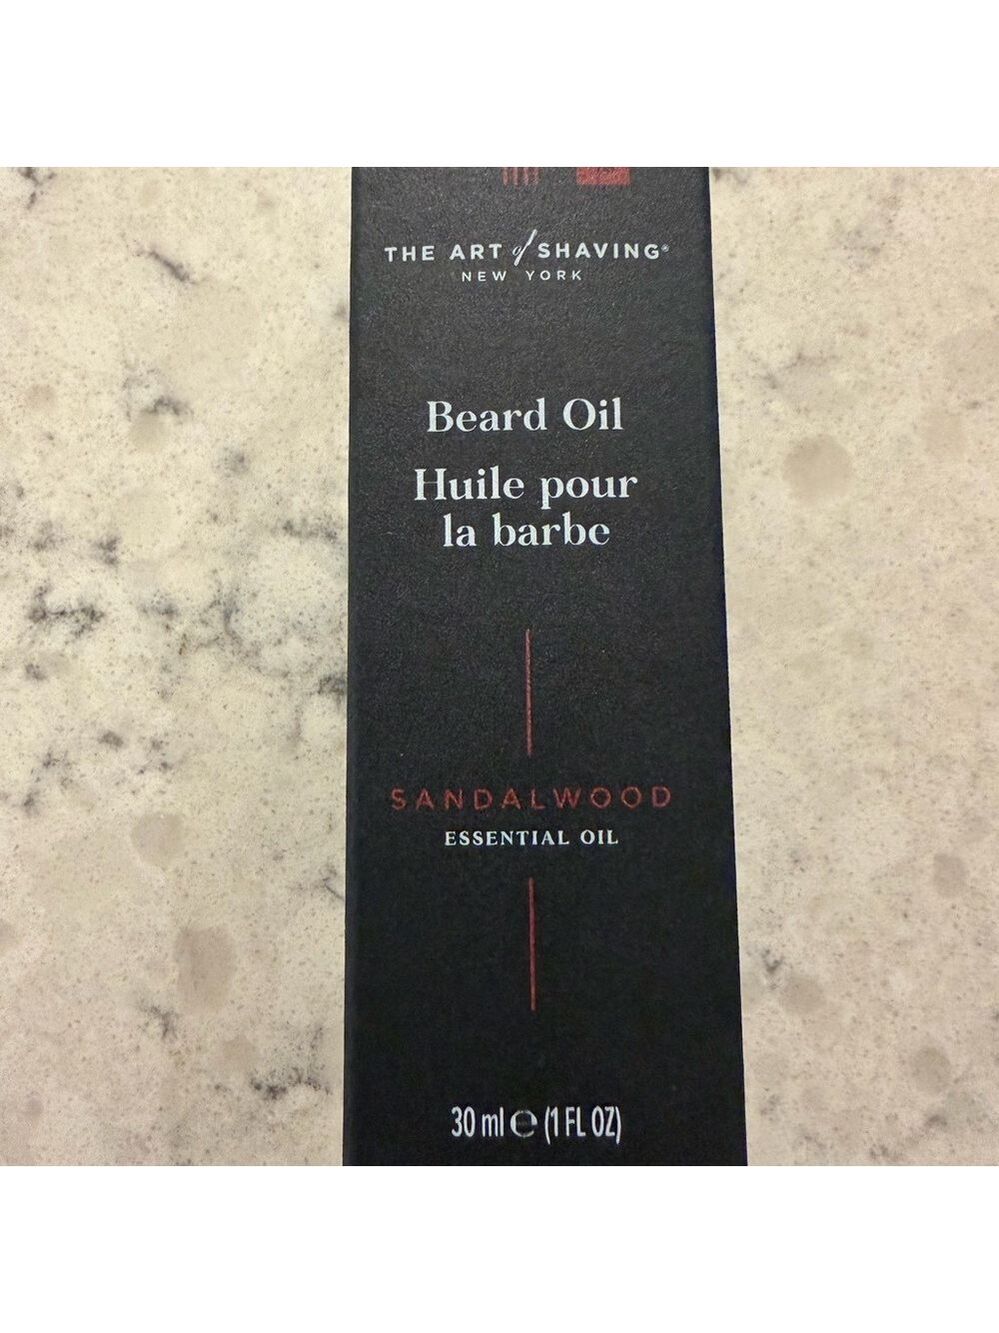 THE ART of SHAVING®
NEW YORK
Beard Oil
Huile pour
la barbe
SANDALWOOD
ESSENTIAL OIL
30 ml ℮ (1 FL OZ)